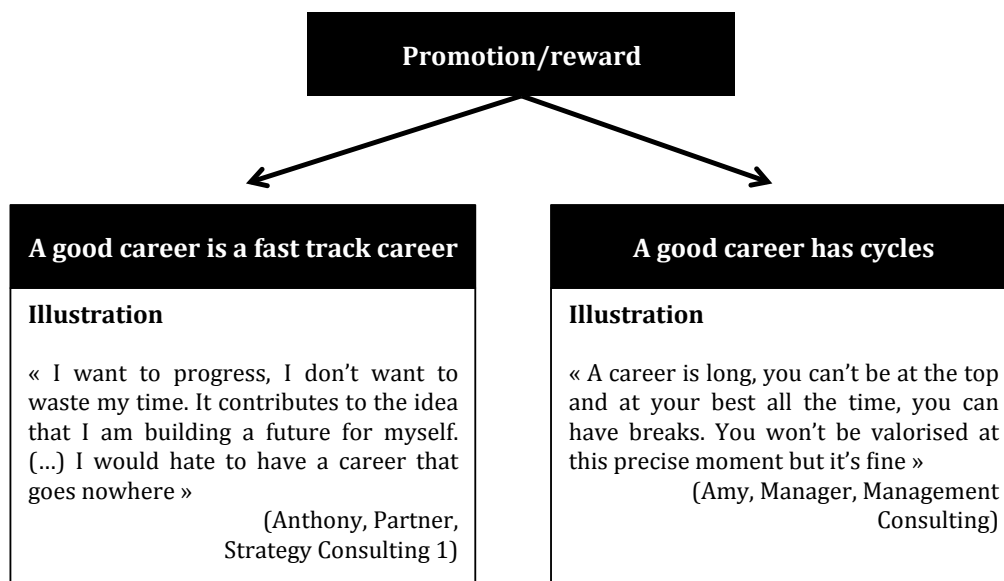 Promotion/reward
A good career is a fast track career
Illustration
« I want to progress, I don’t want to
waste my time. It contributes to the idea
that I am building a future for myself.
(…) I would hate to have a career that
goes nowhere »
(Anthony, Partner,
Strategy Consulting 1)
A good career has cycles
Illustration
« A career is long, you can’t be at the top
and at your best all the time, you can
have breaks. You won’t be valorised at
this precise moment but it’s fine »
(Amy, Manager, Management
Consulting)